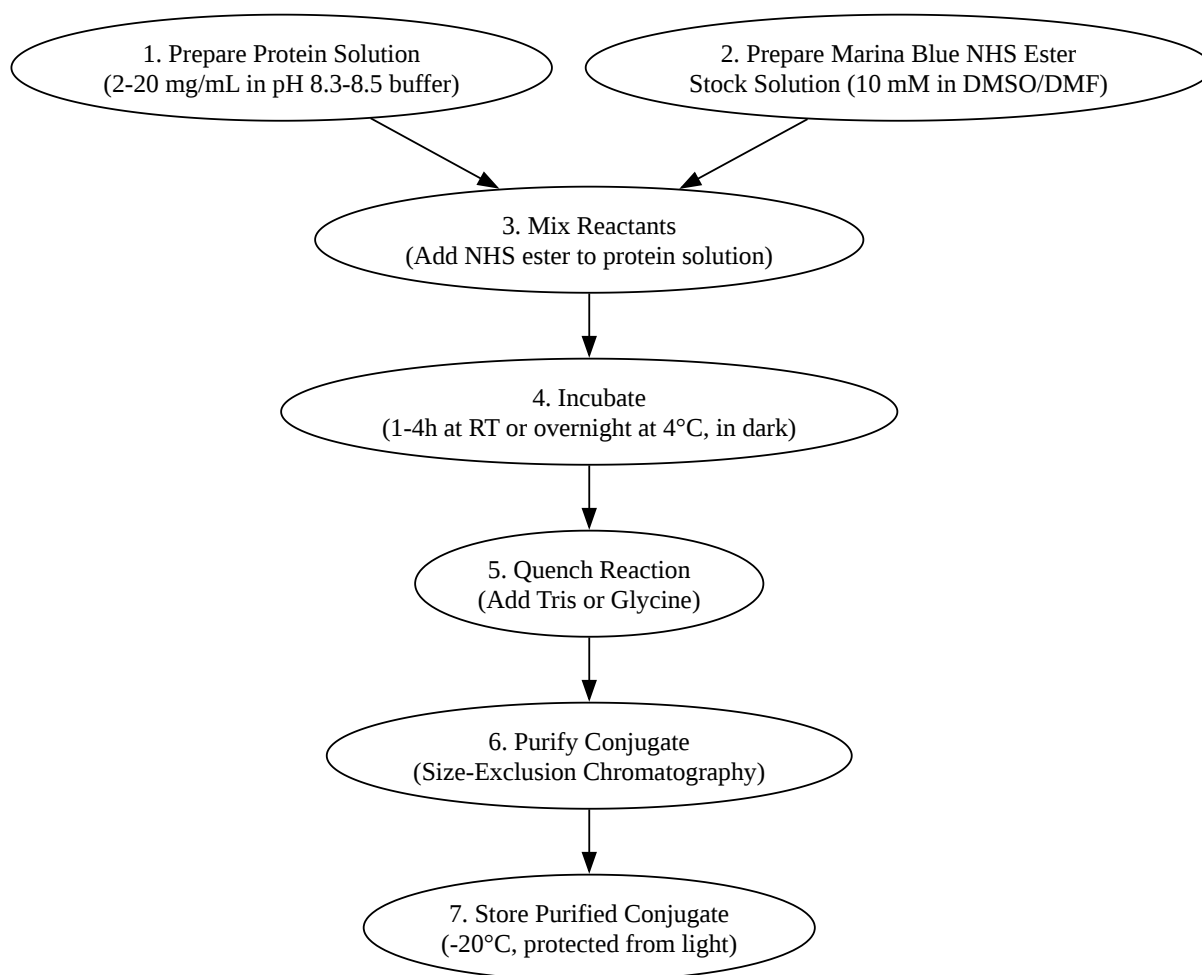 1. Prepare Protein Solution
(2-20 mg/mL in pH 8.3-8.5 buffer)
2. Prepare Marina Blue NHS Ester
Stock Solution (10 mM in DMSO/DMF)
3. Mix Reactants
(Add NHS ester to protein solution)
4. Incubate
(1-4h at RT or overnight at 4°C, in dark)
5. Quench Reaction
(Add Tris or Glycine)
6. Purify Conjugate
(Size-Exclusion Chromatography)
7. Store Purified Conjugate
(-20°C, protected from light)